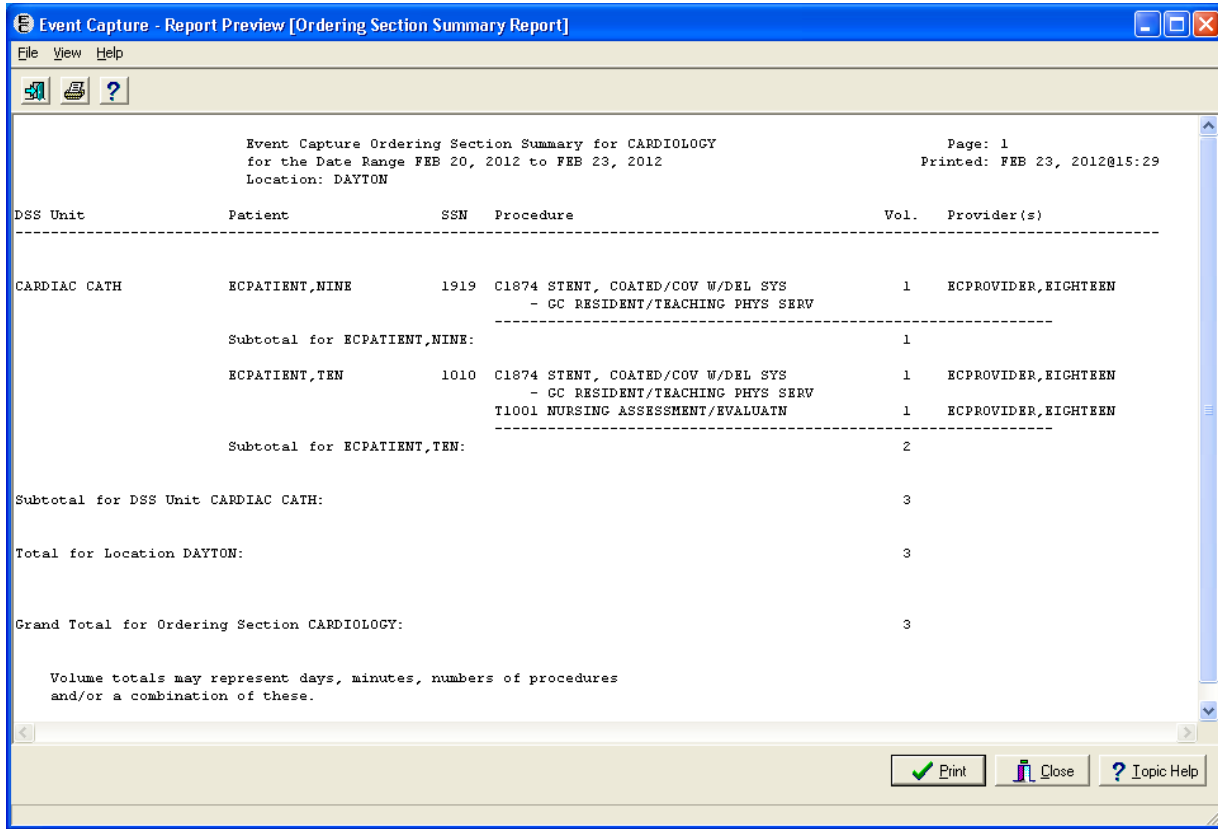 Event Capture - Report Preview [Ordering Section Summary Report]
File View Help
Event Capture Ordering Section Summary for CARDIOLOGY Page: 1
for the Date Range FEB 20, 2012 to FEB 23, 2012 Printed: FEB 23, 2012@15:29
Location: DAYTON
DSS Unit Patient SSN Procedure Vol. Provider(s)
CARDIAC CATH ECPATIENT,NINE 1919 C1874 STENT, COATED/COV W/DEL SYS 1 ECPROVIDER,EIGHTEEN
- GC RESIDENT/TEACHING PHYS SERV
Subtotal for ECPATIENT,NINE: 1
ECPATIENT,TEN 1010 C1874 STENT, COATED/COV W/DEL SYS 1 ECPROVIDER,EIGHTEEN
- GC RESIDENT/TEACHING PHYS SERV
T1001 NURSING ASSESSMENT/EVALUATN 1 ECPROVIDER,EIGHTEEN
Subtotal for ECPATIENT,TEN: 2
Subtotal for DSS Unit CARDIAC CATH: 3
Total for Location DAYTON: 3
Grand Total for Ordering Section CARDIOLOGY: 3
Volume totals may represent days, minutes, numbers of procedures
and/or a combination of these.
Print Close ? Topic Help